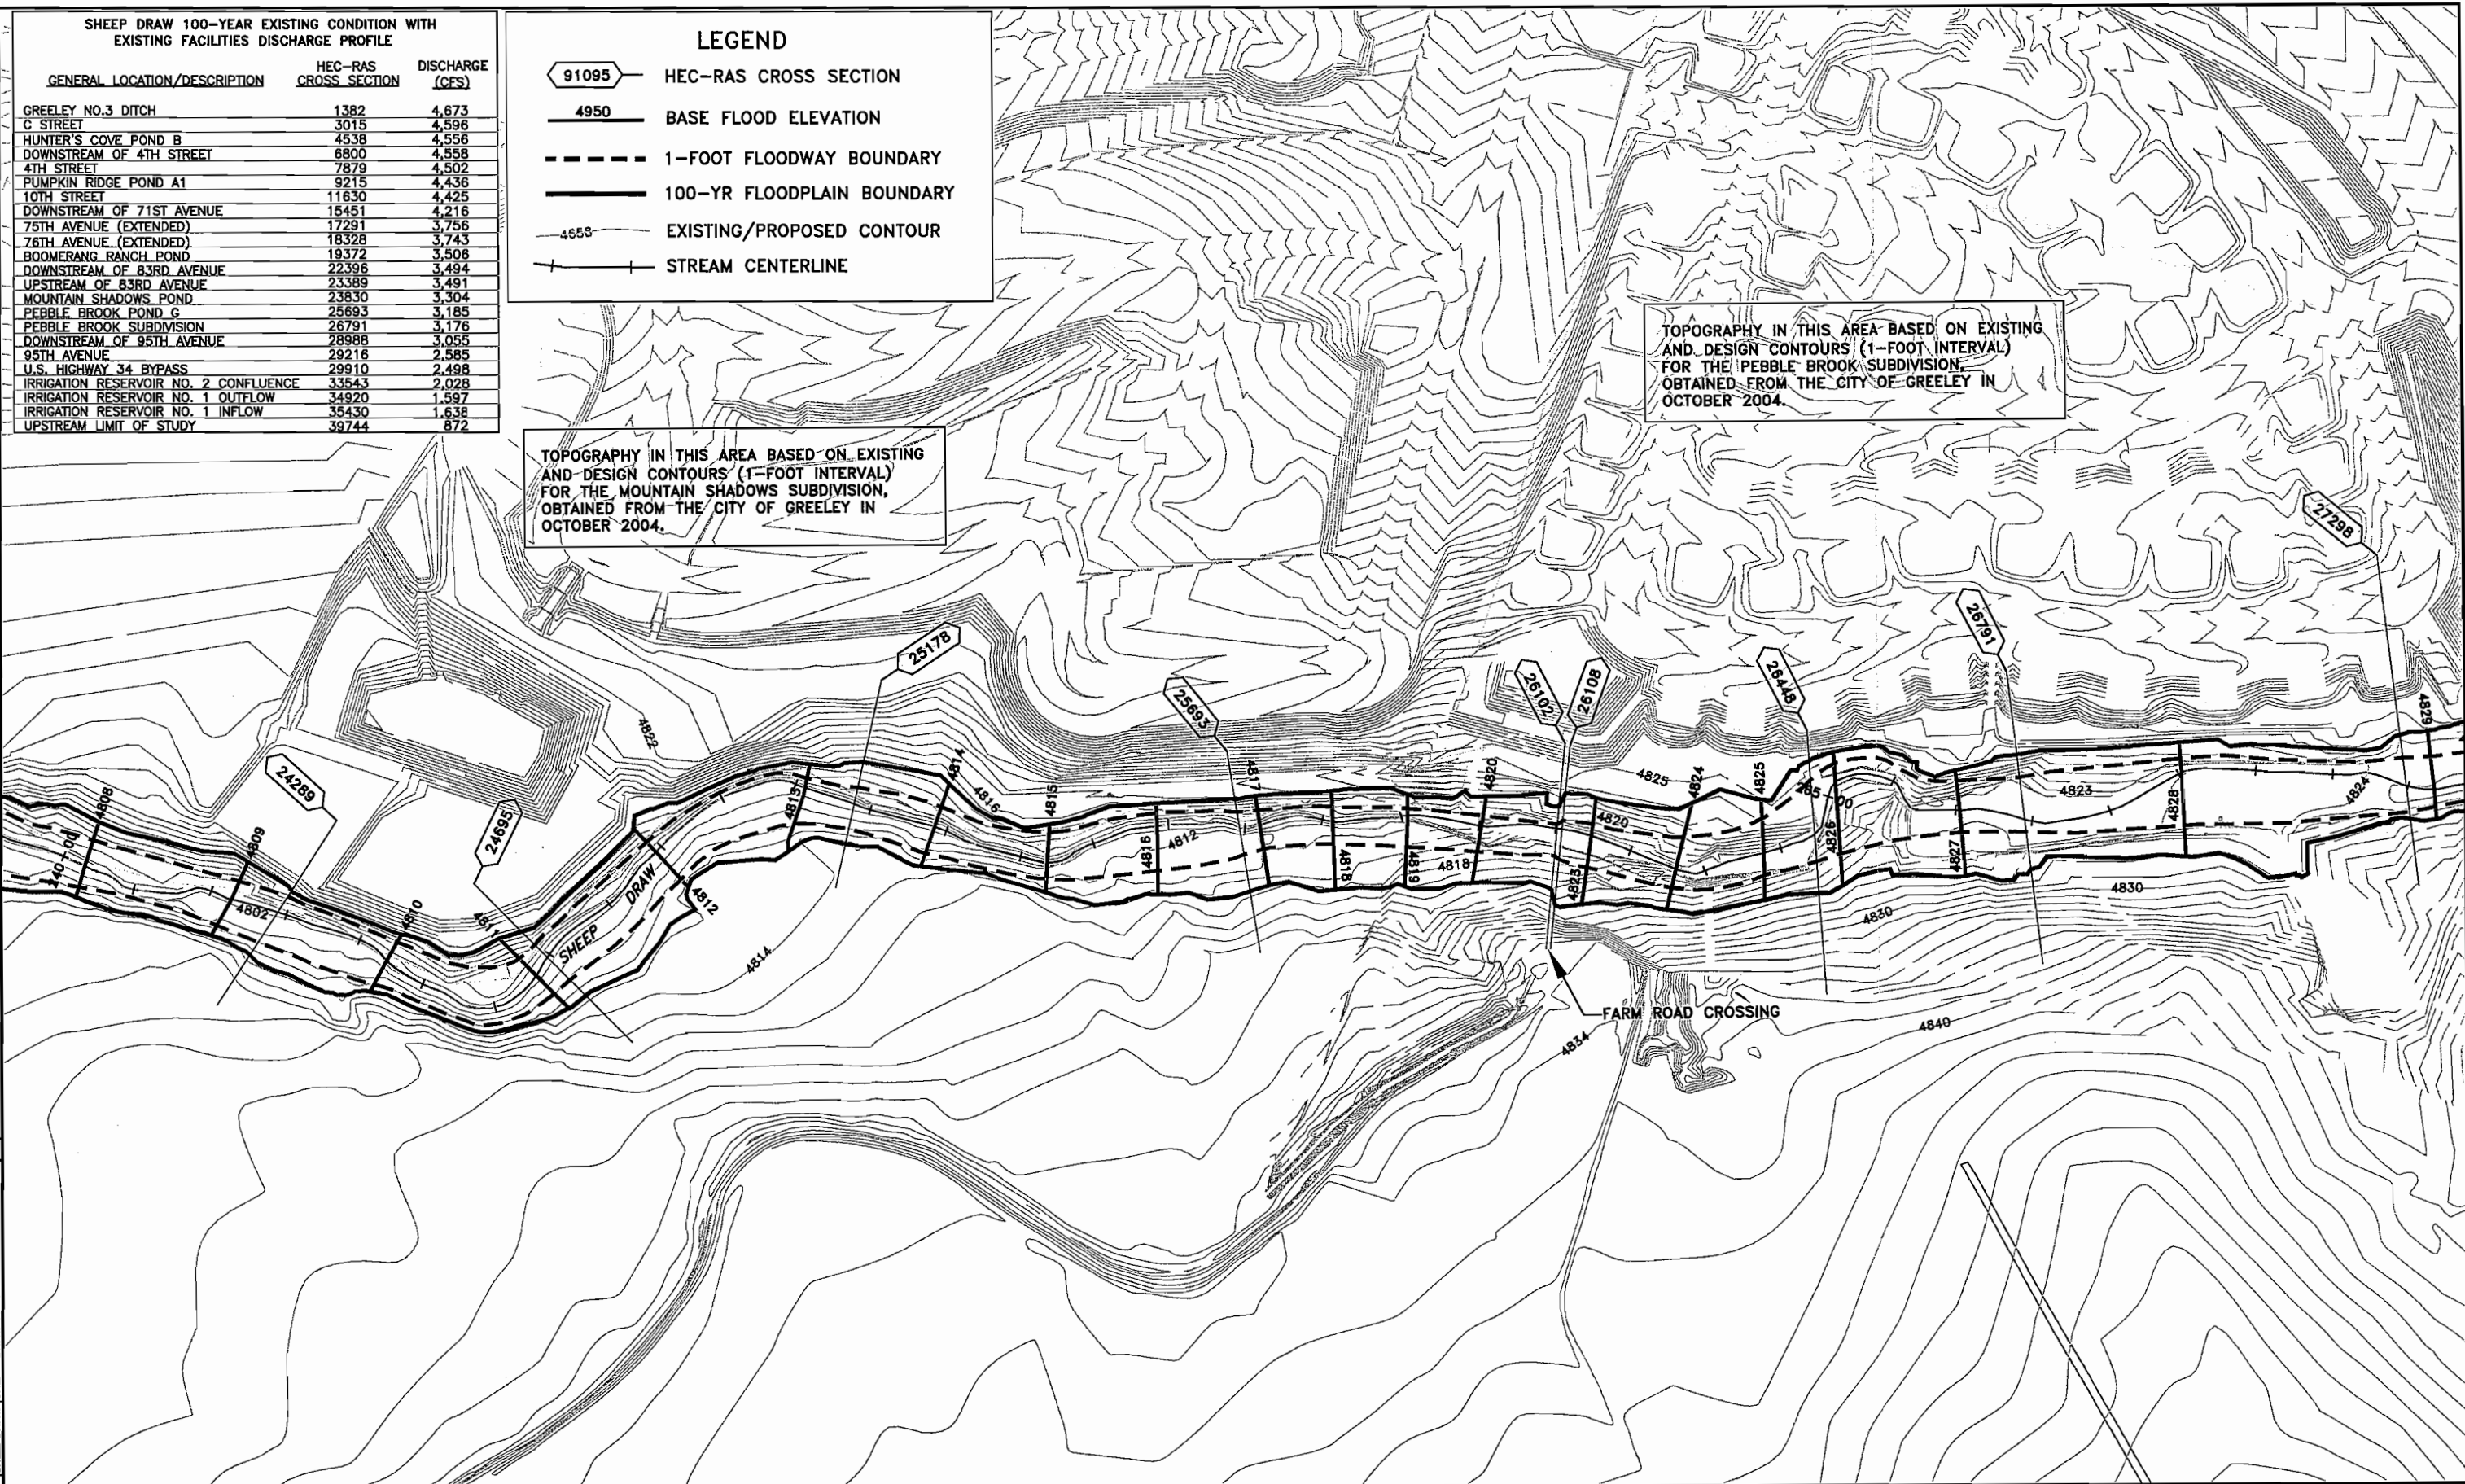 SHEEP DRAW 100-YEAR EXISTING CONDITION WITH
EXISTING FACILITIES DISCHARGE PROFILE
GENERAL LOCATION/DESCRIPTION HEC-RAS CROSS SECTION DISCHARGE (CFS)
GREELEY NO.3 DITCH 1382 4,673
C STREET 3015 4,596
HUNTER'S COVE POND B 4538 4,556
DOWNSTREAM OF 4TH STREET 6800 4,558
4TH STREET 7879 4,502
PUMPKIN RIDGE POND A1 9215 4,436
10TH STREET 11630 4,425
DOWNSTREAM OF 71ST AVENUE 15451 4,216
75TH AVENUE (EXTENDED) 17291 3,756
76TH AVENUE (EXTENDED) 18328 3,743
BOOMERANG RANCH POND 19372 3,506
DOWNSTREAM OF 83RD AVENUE 22396 3,494
UPSTREAM OF 83RD AVENUE 23389 3,491
MOUNTAIN SHADOWS POND 23830 3,304
PEBBLE BROOK POND G 25693 3,185
PEBBLE BROOK SUBDIVISION 26791 3,176
DOWNSTREAM OF 95TH AVENUE 28988 3,055
95TH AVENUE 29216 2,585
U.S. HIGHWAY 34 BYPASS 29910 2,498
IRRIGATION RESERVOIR NO. 2 CONFLUENCE 33543 2,028
IRRIGATION RESERVOIR NO. 1 OUTFLOW 34920 1,597
IRRIGATION RESERVOIR NO. 1 INFLOW 35430 1,638
UPSTREAM LIMIT OF STUDY 39744 872
LEGEND
91095 HEC-RAS CROSS SECTION
4950 BASE FLOOD ELEVATION
1-FOOT FLOODWAY BOUNDARY
100-YR FLOODPLAIN BOUNDARY
4658 EXISTING/PROPOSED CONTOUR
STREAM CENTERLINE
TOPOGRAPHY IN THIS AREA BASED ON EXISTING
AND DESIGN CONTOURS (1-FOOT INTERVAL)
FOR THE PEBBLE BROOK SUBDIVISION,
OBTAINED FROM THE CITY OF GREELEY IN
OCTOBER 2004.
TOPOGRAPHY IN THIS AREA BASED ON EXISTING
AND DESIGN CONTOURS (1-FOOT INTERVAL)
FOR THE MOUNTAIN SHADOWS SUBDIVISION,
OBTAINED FROM THE CITY OF GREELEY IN
OCTOBER 2004.
27298
26791
25178
25693
26102
26108
26448
24289
24695
4822
4808
4809
4810
4811
4812
4813
4814
4816
4815
4816
4812
4817
4818
4819
4818
4820
4823
4820
4825
4824
4825
265+00
4826
4827
4823
4828
4824
4829
240+00
4802
SHEEP DRAW
4814
4830
4830
FARM ROAD CROSSING
4834
4840